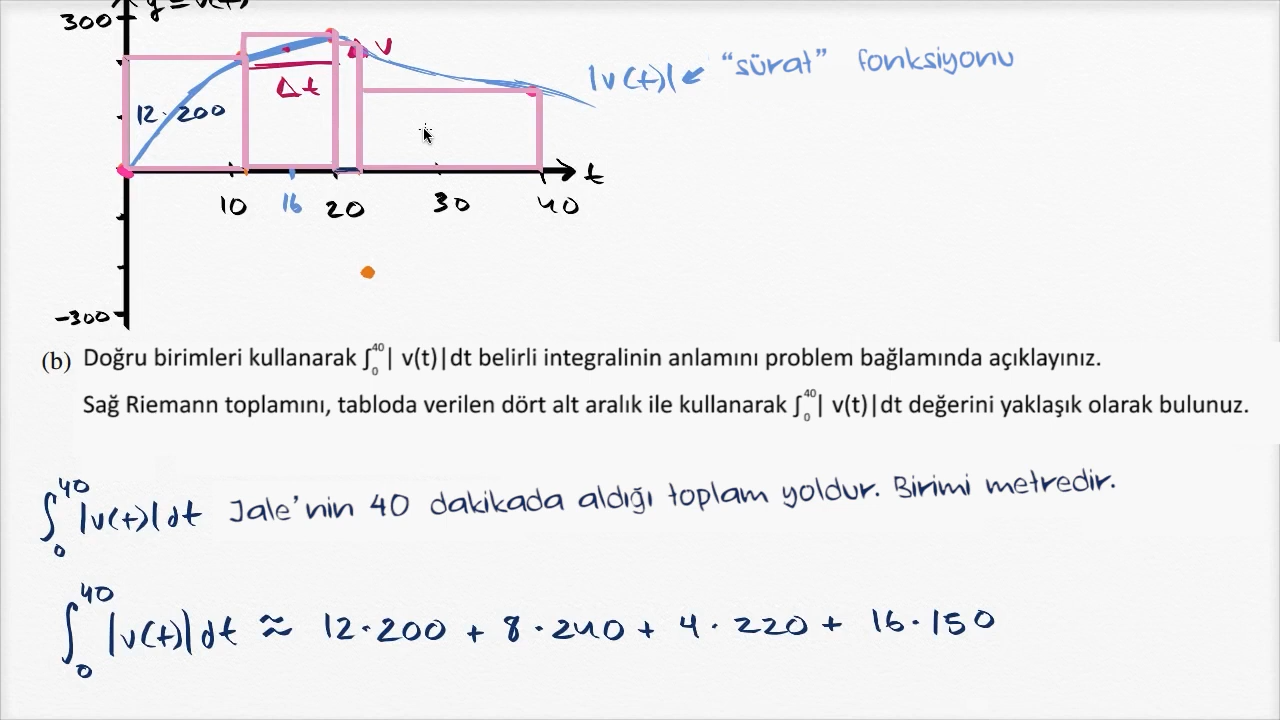 300 y = v(t)
|v(t)| ← "sürat" fonksiyonu
Δ v
Δt
12·200
t
10 16 20 30 40
-300
(b) Doğru birimleri kullanarak ∫₀⁴⁰ | v(t)|dt belirli integralinin anlamını problem bağlamında açıklayınız.
Sağ Riemann toplamını, tabloda verilen dört alt aralık ile kullanarak ∫₀⁴⁰ | v(t)|dt değerini yaklaşık olarak bulunuz.
∫₀⁴⁰ |v(t)|dt Jale'nin 40 dakikada aldığı toplam yoldur. Birimi metredir.
∫₀⁴⁰ |v(t)|dt ≈ 12·200 + 8·240 + 4·220 + 16·150